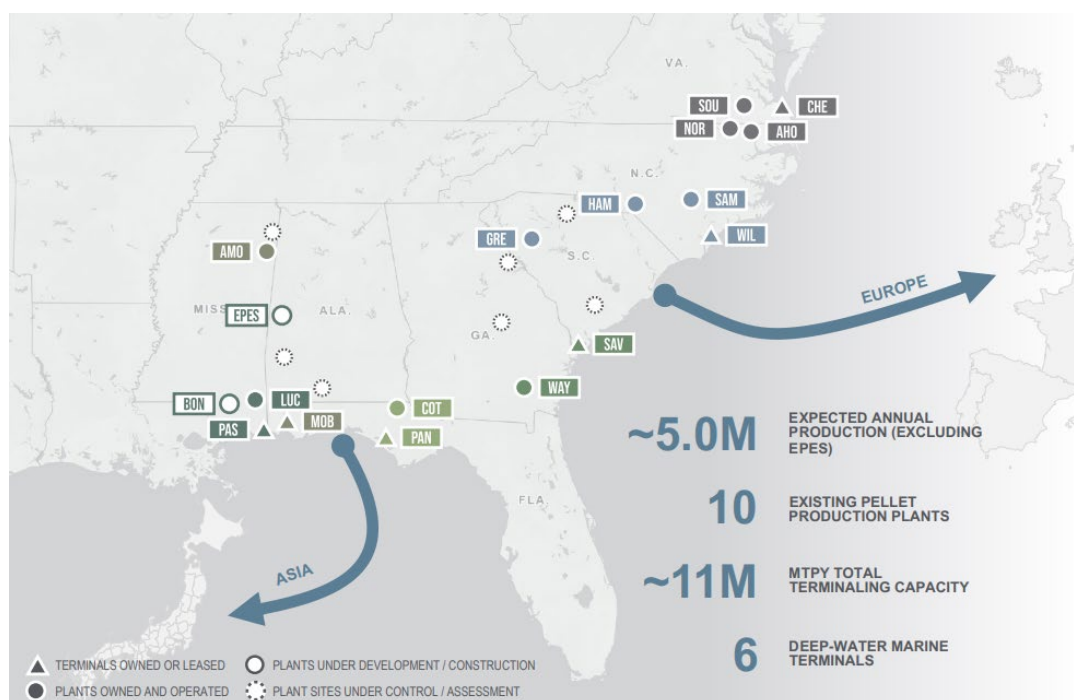 VA.
SOU
CHE
NOR
AHO
N.C.
HAM
SAM
GRE
WIL
S.C.
AMO
MISS
ALA.
EPES
GA.
SAV
EUROPE
WAY
BON
LUC
COT
PAS
MOB
PAN
FLA.
ASIA
~5.0M
EXPECTED ANNUAL
PRODUCTION (EXCLUDING
EPES)
10
EXISTING PELLET
PRODUCTION PLANTS
~11M
MTPY TOTAL
TERMINALING CAPACITY
6
DEEP-WATER MARINE
TERMINALS
TERMINALS OWNED OR LEASED
PLANTS UNDER DEVELOPMENT / CONSTRUCTION
PLANTS OWNED AND OPERATED
PLANT SITES UNDER CONTROL / ASSESSMENT